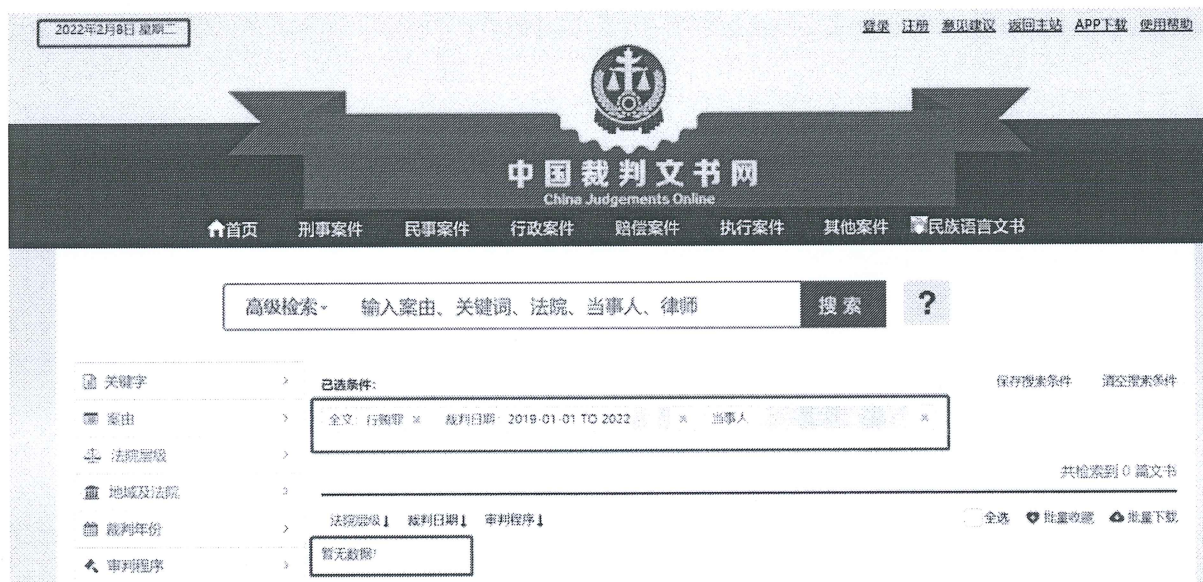 2022年2月8日 星期二
登录 注册 意见建议 返回主站 APP下载 使用帮助
中国裁判文书网
China Judgements Online
首页 刑事案件 民事案件 行政案件 赔偿案件 执行案件 其他案件 民族语言文书
高级检索 输入案由、关键词、法院、当事人、律师 搜索 ?
关键字
已选条件:
保存搜索条件 清空搜索条件
案由
全文: 行贿罪 × 裁判日期: 2019-01-01 TO 2022 × 当事人 ×
法院层级
共检索到 0 篇文书
地域及法院
裁判年份
法院层级↓ 裁判日期↓ 审判程序↓
全选 批量收藏 批量下载
审判程序
暂无数据!